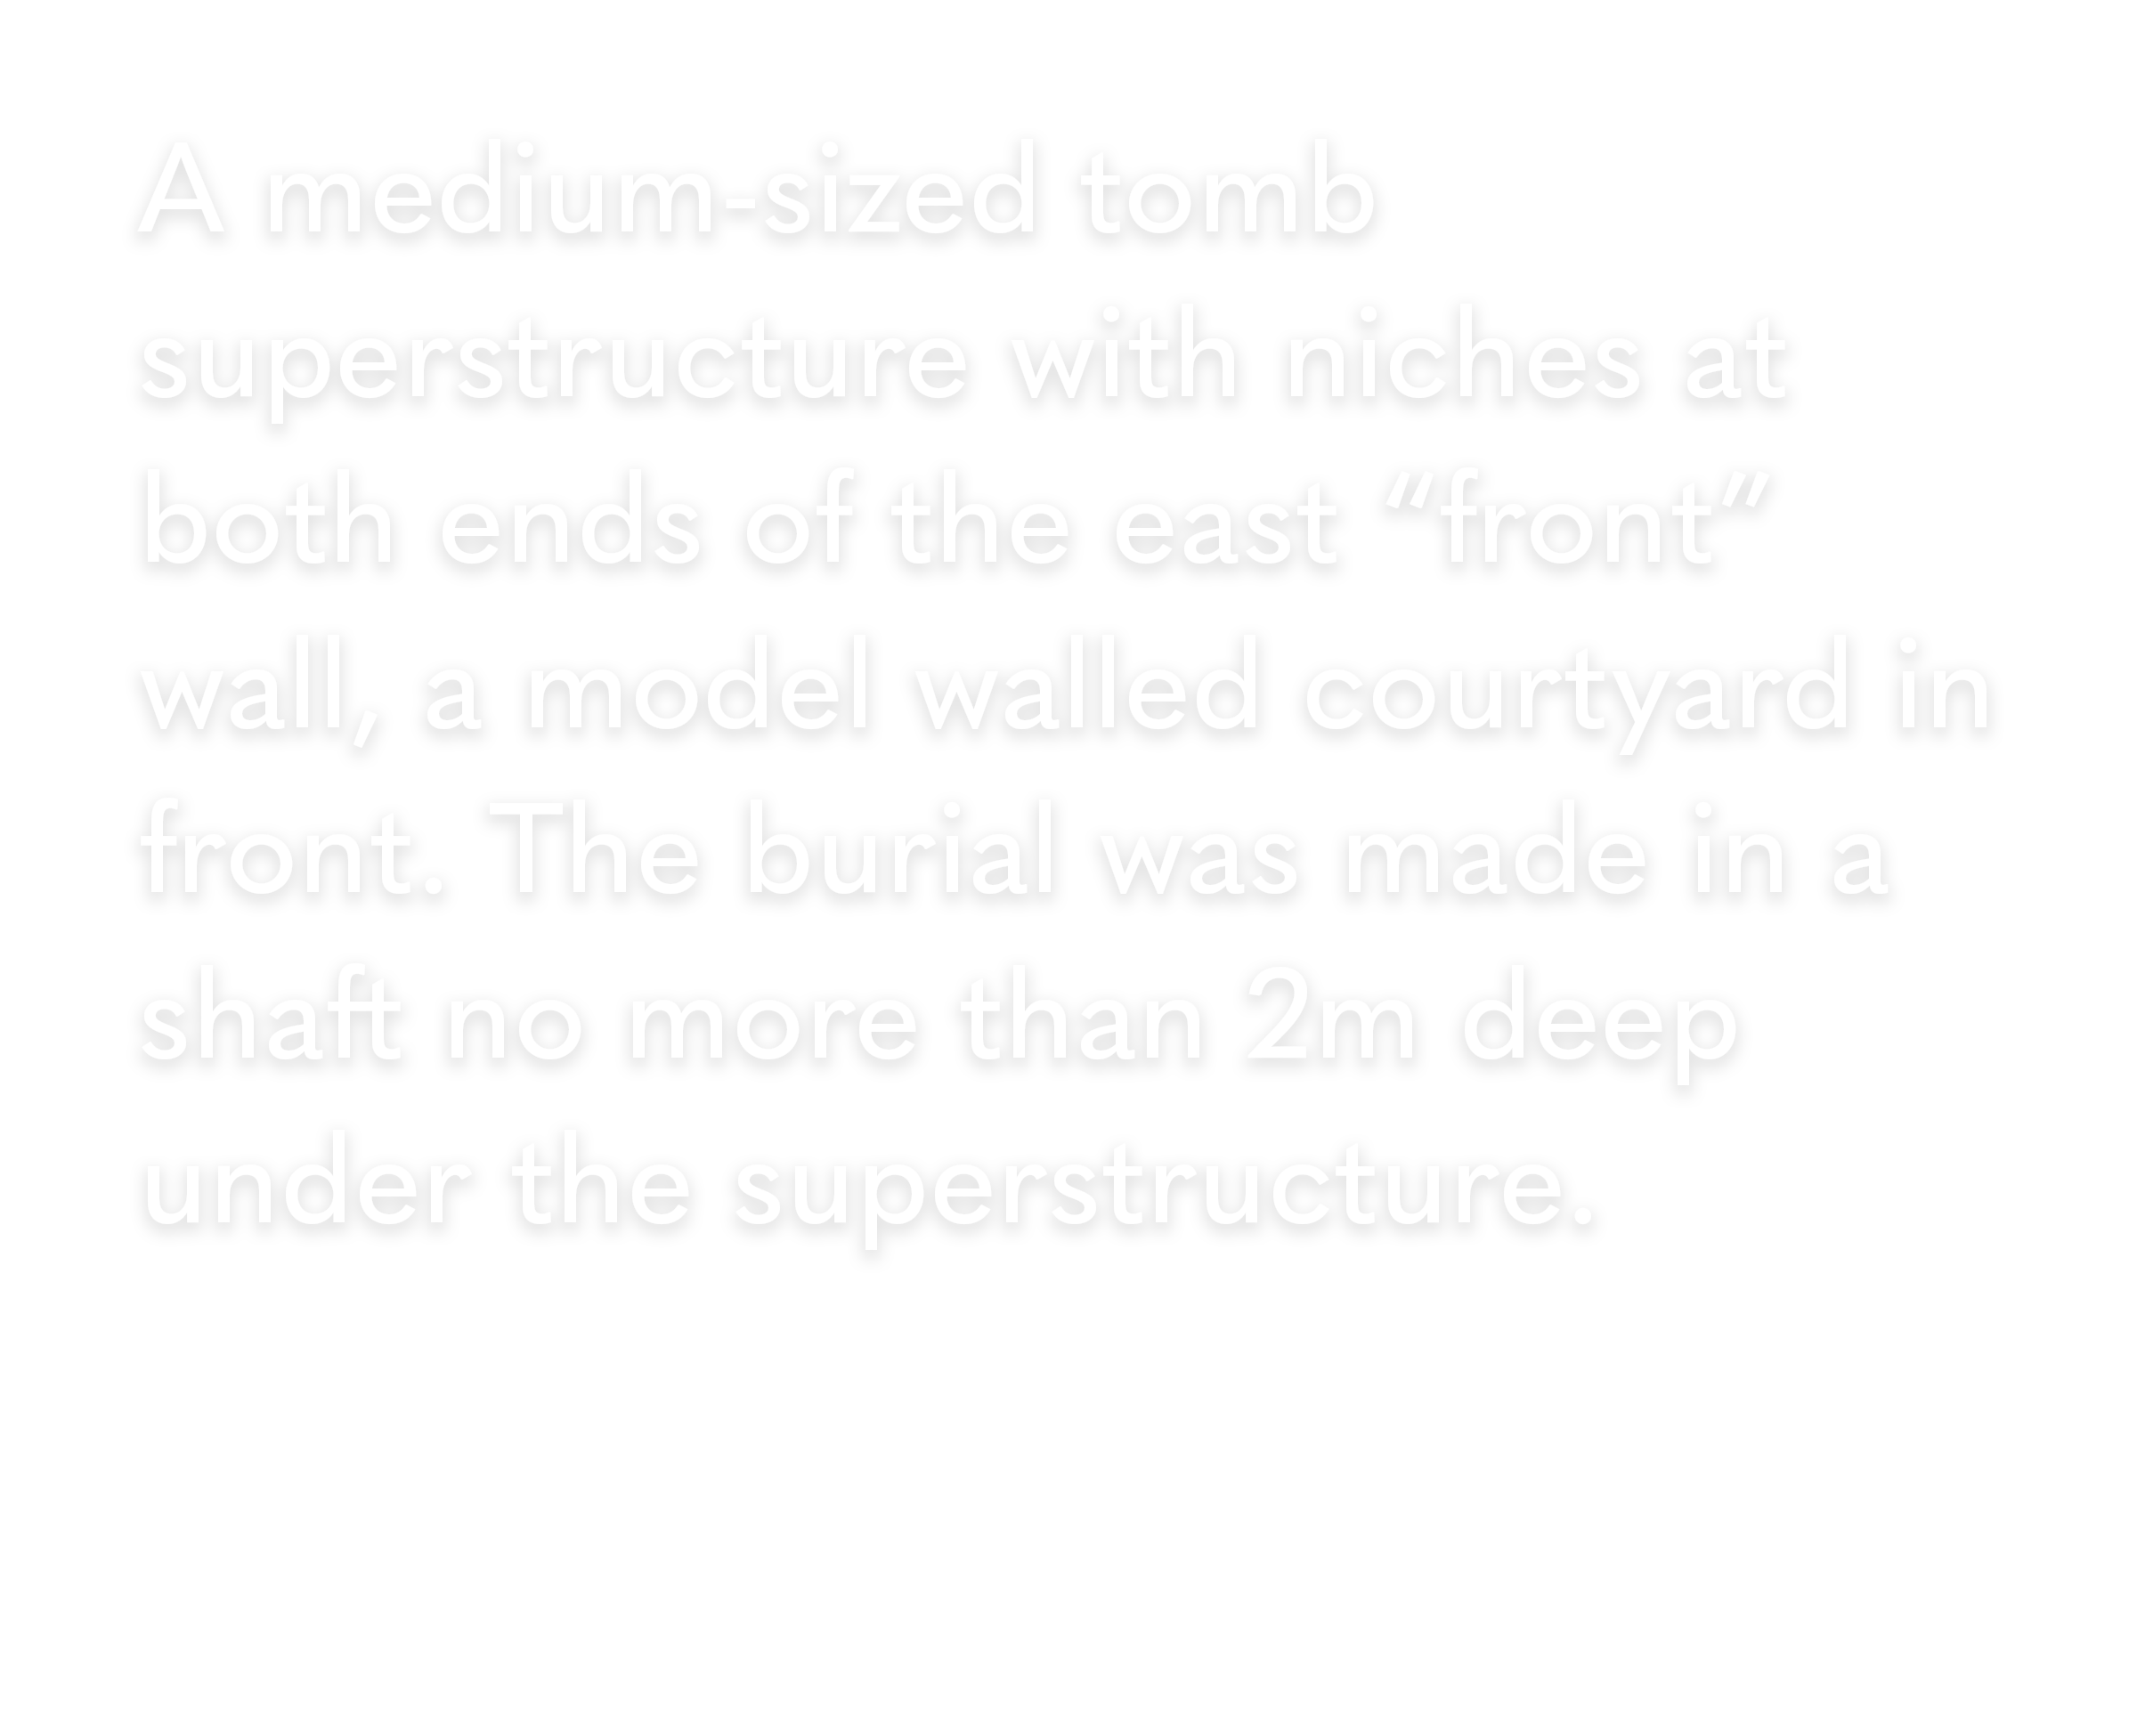 A medium-sized tomb
superstructure with niches at
both ends of the east “front”
wall, a model walled courtyard in
front. The burial was made in a
shaft no more than 2m deep
under the superstructure.